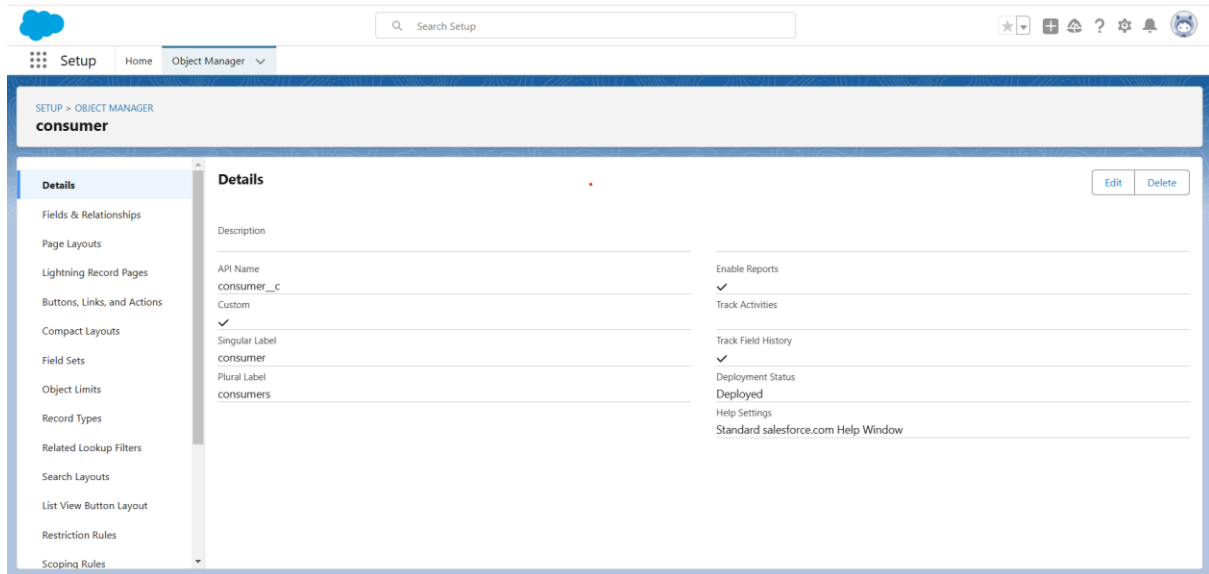 Search Setup
Setup Home Object Manager
SETUP > OBJECT MANAGER
consumer
Details
Fields & Relationships
Page Layouts
Lightning Record Pages
Buttons, Links, and Actions
Compact Layouts
Field Sets
Object Limits
Record Types
Related Lookup Filters
Search Layouts
List View Button Layout
Restriction Rules
Scoping Rules
Details
Edit Delete
Description
API Name
consumer__c
Custom
Singular Label
consumer
Plural Label
consumers
Enable Reports
Track Activities
Track Field History
Deployment Status
Deployed
Help Settings
Standard salesforce.com Help Window